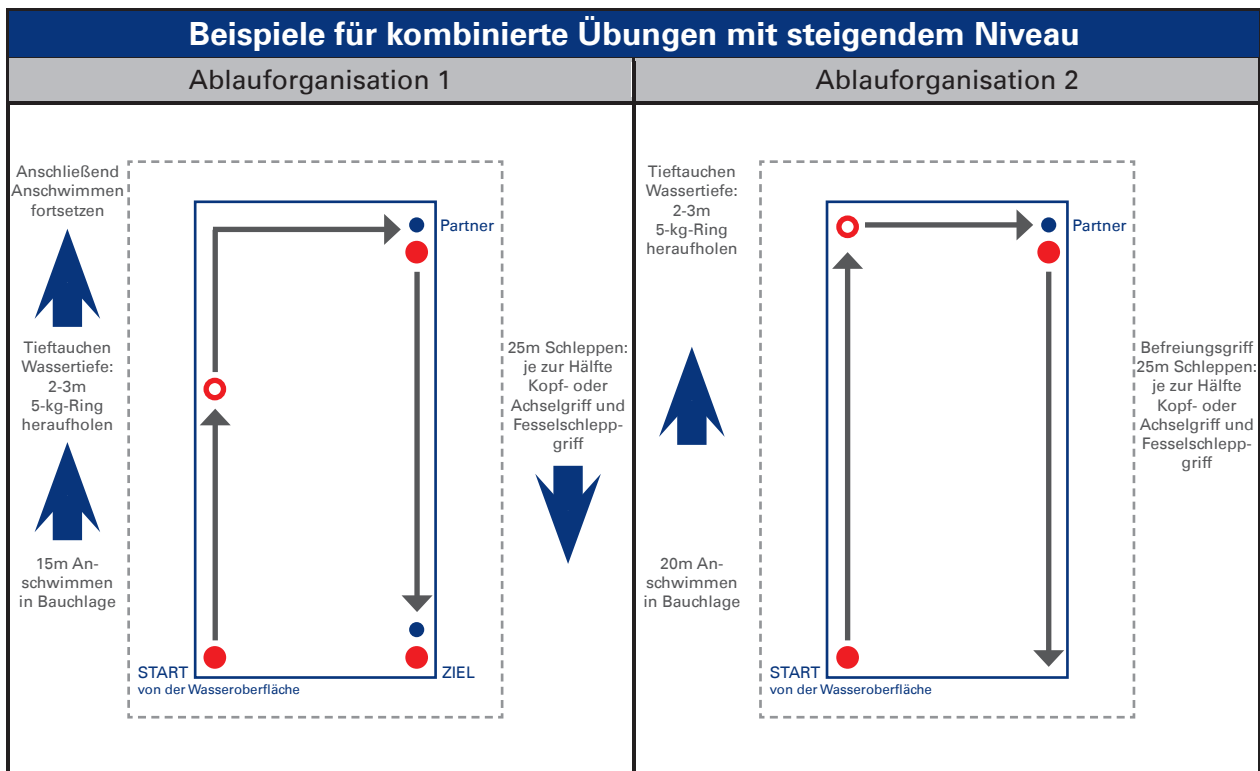 Beispiele für kombinierte Übungen mit steigendem Niveau
Ablauforganisation 1
Anschließend
Anschwimmen
fortsetzen
Tieftauchen
Wassertiefe:
2-3m
5-kg-Ring
heraufholen
15m An-
schwimmen
in Bauchlage
Partner
25m Schleppen:
je zur Hälfte
Kopf- oder
Achselgriff und
Fesselschlepp-
griff
START
von der Wasseroberfläche
ZIEL
Ablauforganisation 2
Tieftauchen
Wassertiefe:
2-3m
5-kg-Ring
heraufholen
20m An-
schwimmen
in Bauchlage
Partner
Befreiungsgriff
25m Schleppen:
je zur Hälfte
Kopf- oder
Achselgriff und
Fesselschlepp-
griff
START
von der Wasseroberfläche